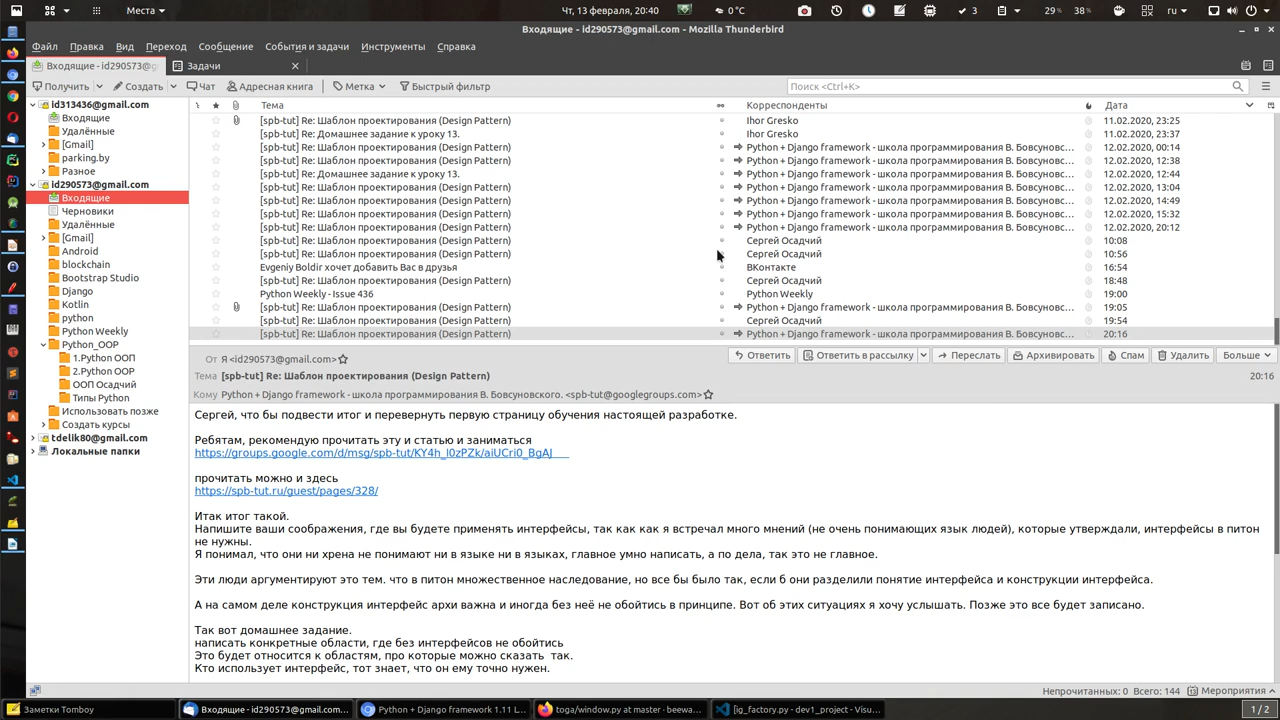 Места
Чт, 13 февраля 20:40
0°C
3
29%
38%
ru
Входящие - id290573@gmail.com - Mozilla Thunderbird
Файл Правка Вид Переход Сообщение События и задачи Инструменты Справка
Входящие - id290573@g
Задачи
Получить Создать Чат Адресная книга Метка Быстрый фильтр
Поиск <Ctrl+K>
id313436@gmail.com
Входящие
Удалённые
[Gmail]
parking.by
Разное
id290573@gmail.com
Входящие
Черновики
Удалённые
[Gmail]
Android
blockchain
Bootstrap Studio
Django
Kotlin
python
Python Weekly
Python_OOP
1.Python ООП
2.Python OOP
ООП Осадчий
Типы Python
Использовать позже
Создать курсы
tdelik80@gmail.com
Локальные папки
Тема Корреспонденты Дата
[spb-tut] Re: Шаблон проектирования (Design Pattern) Ihor Gresko 11.02.2020, 23:25
[spb-tut] Re: Домашнее задание к уроку 13. Ihor Gresko 11.02.2020, 23:37
[spb-tut] Re: Шаблон проектирования (Design Pattern) Python + Django framework - школа программирования В. Бовсуновс... 12.02.2020, 00:14
[spb-tut] Re: Шаблон проектирования (Design Pattern) Python + Django framework - школа программирования В. Бовсуновс... 12.02.2020, 12:38
[spb-tut] Re: Домашнее задание к уроку 13. Python + Django framework - школа программирования В. Бовсуновс... 12.02.2020, 12:44
[spb-tut] Re: Шаблон проектирования (Design Pattern) Python + Django framework - школа программирования В. Бовсуновс... 12.02.2020, 13:04
[spb-tut] Re: Шаблон проектирования (Design Pattern) Python + Django framework - школа программирования В. Бовсуновс... 12.02.2020, 14:49
[spb-tut] Re: Шаблон проектирования (Design Pattern) Python + Django framework - школа программирования В. Бовсуновс... 12.02.2020, 15:32
[spb-tut] Re: Шаблон проектирования (Design Pattern) Python + Django framework - школа программирования В. Бовсуновс... 12.02.2020, 20:12
[spb-tut] Re: Шаблон проектирования (Design Pattern) Сергей Осадчий 10:08
[spb-tut] Re: Шаблон проектирования (Design Pattern) Сергей Осадчий 10:56
Evgeniy Boldir хочет добавить Вас в друзья ВКонтакте 16:54
[spb-tut] Re: Шаблон проектирования (Design Pattern) Сергей Осадчий 18:48
Python Weekly - Issue 436 Python Weekly 19:00
[spb-tut] Re: Шаблон проектирования (Design Pattern) Python + Django framework - школа программирования В. Бовсуновс... 19:05
[spb-tut] Re: Шаблон проектирования (Design Pattern) Сергей Осадчий 19:54
[spb-tut] Re: Шаблон проектирования (Design Pattern) Python + Django framework - школа программирования В. Бовсуновс... 20:16
От Я <id290573@gmail.com>
Ответить Ответить в рассылку Переслать Архивировать Спам Удалить Больше
Тема [spb-tut] Re: Шаблон проектирования (Design Pattern) 20:16
Кому Python + Django framework - школа программирования В. Бовсуновского. <spb-tut@googlegroups.com>
Сергей, что бы подвести итог и перевернуть первую страницу обучения настоящей разработке.
Ребятам, рекомендую прочитать эту и статью и заниматься
https://groups.google.com/d/msg/spb-tut/KY4h_l0zPZk/aiUCri0_BgAJ
прочитать можно и здесь
https://spb-tut.ru/guest/pages/328/
Итак итог такой.
Напишите ваши соображения, где вы будете применять интерфейсы, так как как я встречал много мнений (не очень понимающих язык людей), которые утверждали, интерфейсы в питон
не нужны.
Я понимал, что они ни хрена не понимают ни в языке ни в языках, главное умно написать, а по дела, так это не главное.
Эти люди аргументируют это тем. что в питон множественное наследование, но все бы было так, если б они разделили понятие интерфейса и конструкции интерфейса.
А на самом деле конструкция интерфейс архи важна и иногда без неё не обойтись в принципе. Вот об этих ситуациях я хочу услышать. Позже это все будет записано.
Так вот домашнее задание.
написать конкретные области, где без интерфейсов не обойтись
Это будет относится к областям, про которые можно сказать так.
Кто использует интерфейс, тот знает, что он ему точно нужен.
Непрочитанных: 0 Всего: 144 Мероприятия
Заметки Tomboy
Входящие - id290573@gmail.com...
Python + Django framework 1.11 L...
toga/window.py at master · beewa...
[ig_factory.py - dev1_project - Visu...
1 / 2